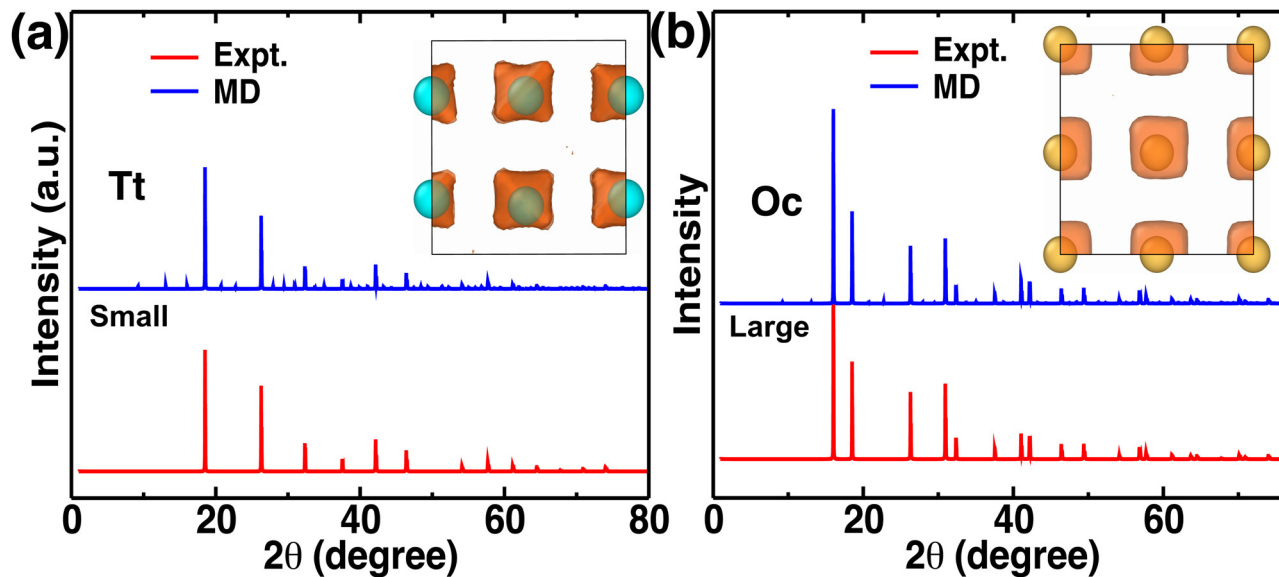 (a)
Expt.
MD
Tt
Small
Intensity (a.u.)
0 20 40 60 80
2θ (degree)
(b)
Expt.
MD
Oc
Large
Intensity
0 20 40 60
2θ (degree)